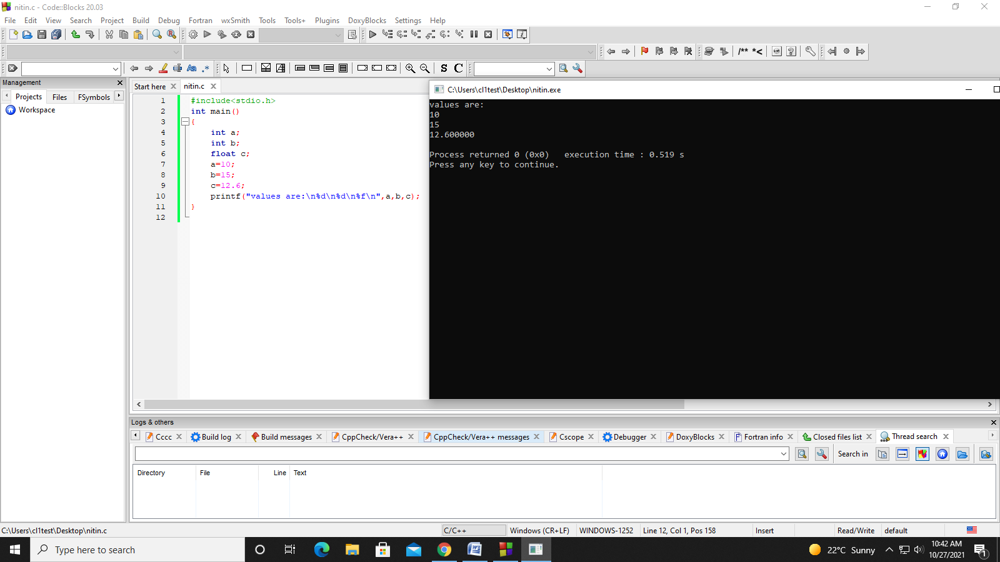 nitin.c - Code::Blocks 20.03
File Edit View Search Project Build Debug Fortran wxSmith Tools Tools+ Plugins DoxyBlocks Settings Help
/** *<
Aa .*
S C
Management
Projects Files FSymbols
Workspace
Start here nitin.c
1 #include<stdio.h>
2 int main()
3 {
4 int a;
5 int b;
6 float c;
7 a=10;
8 b=15;
9 c=12.6;
10 printf("values are:\n%d\n%d\n%f\n",a,b,c);
11 }
12
C:\Users\cl1test\Desktop\nitin.exe
values are:
10
15
12.600000
Process returned 0 (0x0)   execution time : 0.519 s
Press any key to continue.
Logs & others
Cccc Build log Build messages CppCheck/Vera++ CppCheck/Vera++ messages Cscope Debugger DoxyBlocks Fortran info Closed files list Thread search
Search in
Directory File Line Text
C:\Users\cl1test\Desktop\nitin.c C/C++ Windows (CR+LF) WINDOWS-1252 Line 12, Col 1, Pos 158 Insert Read/Write default
Type here to search
22°C Sunny
10:42 AM
10/27/2021
1